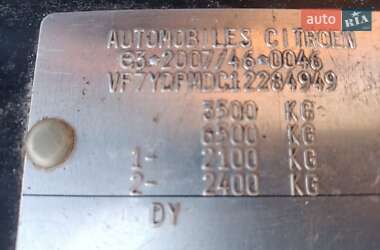 auto RIA
AUTOMOBILES CITROEN
e3*2007/46*0046
VF7YDPMDC12284949
3500 KG
6500 KG
1- 2100 KG
2- 2400 KG
DY